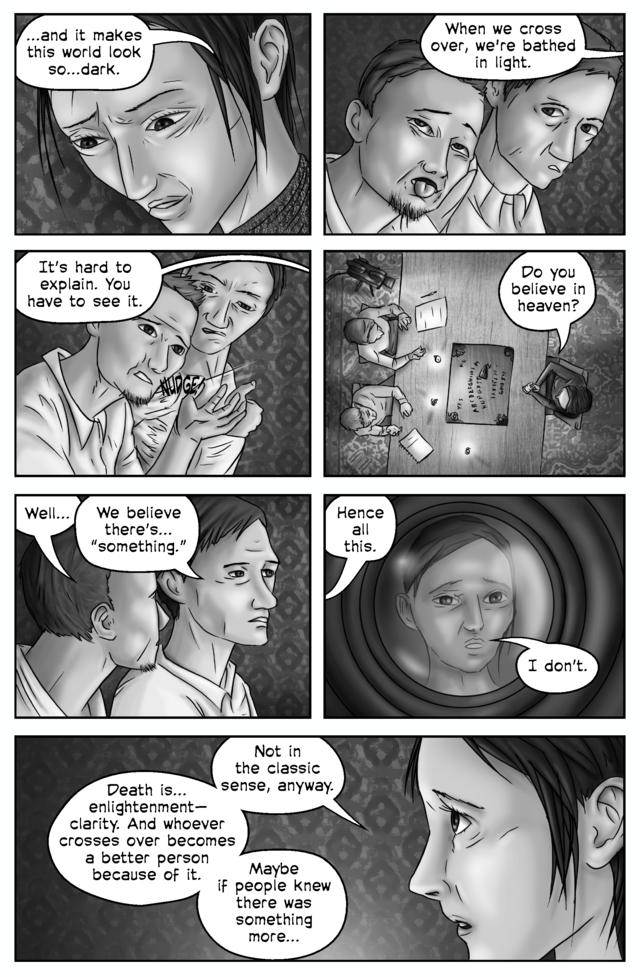 ...and it makes
this world look
so...dark.
When we cross
over, we're bathed
in light.
It's hard to
explain. You
have to see it.
NUDGE
Do you
believe in
heaven?
Well...
We believe
there's...
“something.”
Hence
all
this.
I don't.
Not in
the classic
sense, anyway.
Death is...
enlightenment—
clarity. And whoever
crosses over becomes
a better person
because of it.
Maybe
if people knew
there was
something
more...